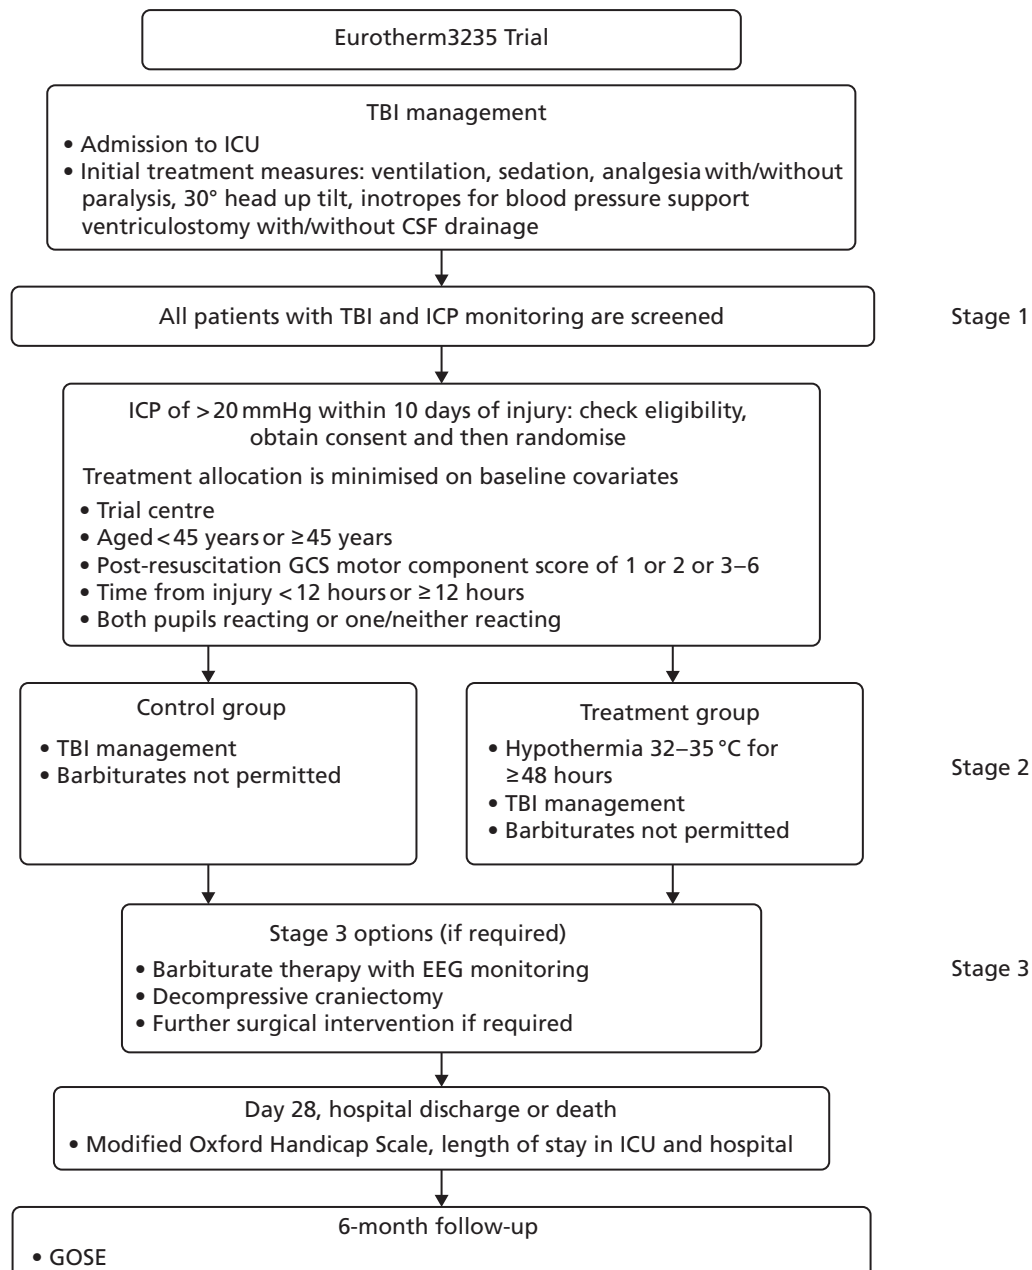 Eurotherm3235 Trial
TBI management
• Admission to ICU
• Initial treatment measures: ventilation, sedation, analgesia with/without
paralysis, 30° head up tilt, inotropes for blood pressure support
ventriculostomy with/without CSF drainage
All patients with TBI and ICP monitoring are screened
Stage 1
ICP of >20 mmHg within 10 days of injury: check eligibility,
obtain consent and then randomise
Treatment allocation is minimised on baseline covariates
• Trial centre
• Aged <45 years or ≥45 years
• Post-resuscitation GCS motor component score of 1 or 2 or 3–6
• Time from injury <12 hours or ≥12 hours
• Both pupils reacting or one/neither reacting
Control group
• TBI management
• Barbiturates not permitted
Treatment group
• Hypothermia 32–35 °C for
≥48 hours
• TBI management
• Barbiturates not permitted
Stage 2
Stage 3 options (if required)
• Barbiturate therapy with EEG monitoring
• Decompressive craniectomy
• Further surgical intervention if required
Stage 3
Day 28, hospital discharge or death
• Modified Oxford Handicap Scale, length of stay in ICU and hospital
6-month follow-up
• GOSE